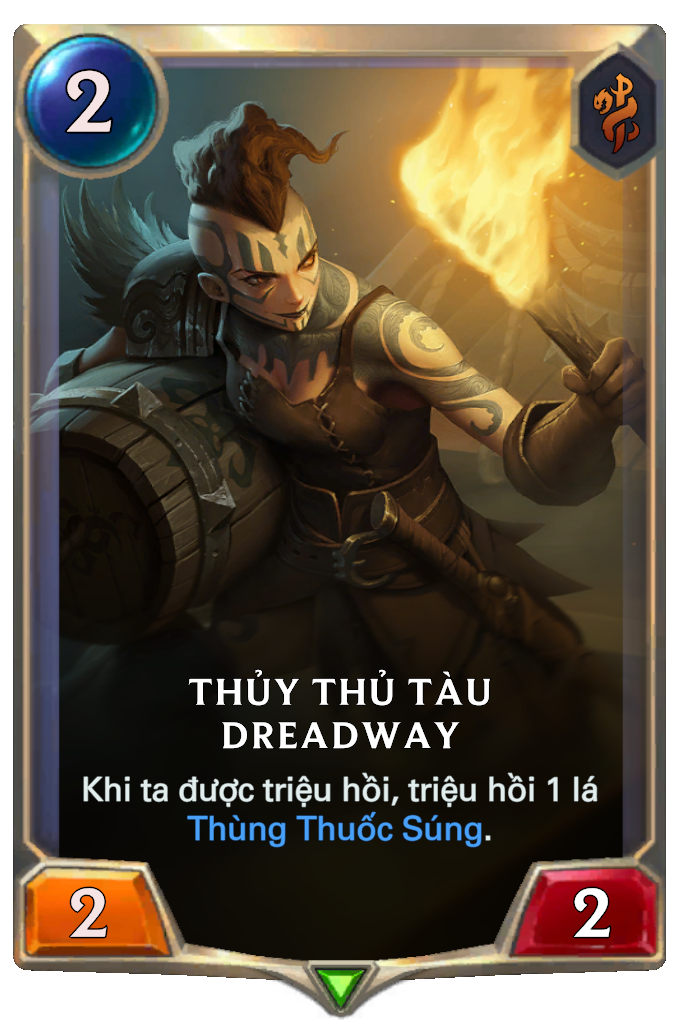 2
THỦY THỦ TÀU
DREADWAY
Khi ta được triệu hồi, triệu hồi 1 lá
Thùng Thuốc Súng.
2
2